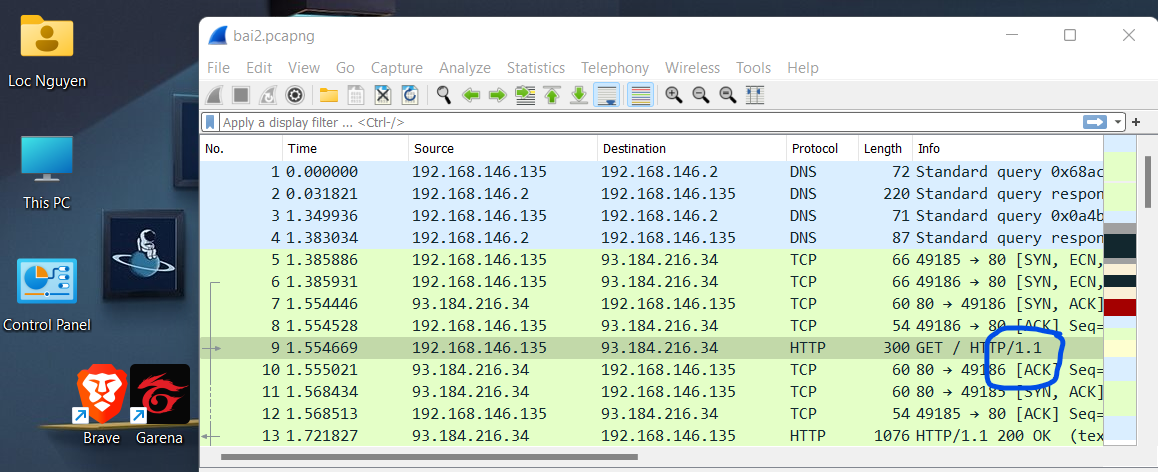 Loc Nguyen
This PC
Control Panel
Brave
Garena
bai2.pcapng
File Edit View Go Capture Analyze Statistics Telephony Wireless Tools Help
Apply a display filter ... <Ctrl-/>
No. Time Source Destination Protocol Length Info
1 0.000000 192.168.146.135 192.168.146.2 DNS 72 Standard query 0x68ac
2 0.031821 192.168.146.2 192.168.146.135 DNS 220 Standard query respon
3 1.349936 192.168.146.135 192.168.146.2 DNS 71 Standard query 0x0a4b
4 1.383034 192.168.146.2 192.168.146.135 DNS 87 Standard query respon
5 1.385886 192.168.146.135 93.184.216.34 TCP 66 49185 → 80 [SYN, ECN,
6 1.385931 192.168.146.135 93.184.216.34 TCP 66 49186 → 80 [SYN, ECN,
7 1.554446 93.184.216.34 192.168.146.135 TCP 60 80 → 49186 [SYN, ACK]
8 1.554528 192.168.146.135 93.184.216.34 TCP 54 49186 → 80 [ACK] Seq=
9 1.554669 192.168.146.135 93.184.216.34 HTTP 300 GET / HTTP/1.1
10 1.555021 93.184.216.34 192.168.146.135 TCP 60 80 → 49186 [ACK] Seq=
11 1.568434 93.184.216.34 192.168.146.135 TCP 60 80 → 49185 [SYN, ACK]
12 1.568513 192.168.146.135 93.184.216.34 TCP 54 49185 → 80 [ACK] Seq=
13 1.721827 93.184.216.34 192.168.146.135 HTTP 1076 HTTP/1.1 200 OK (tex